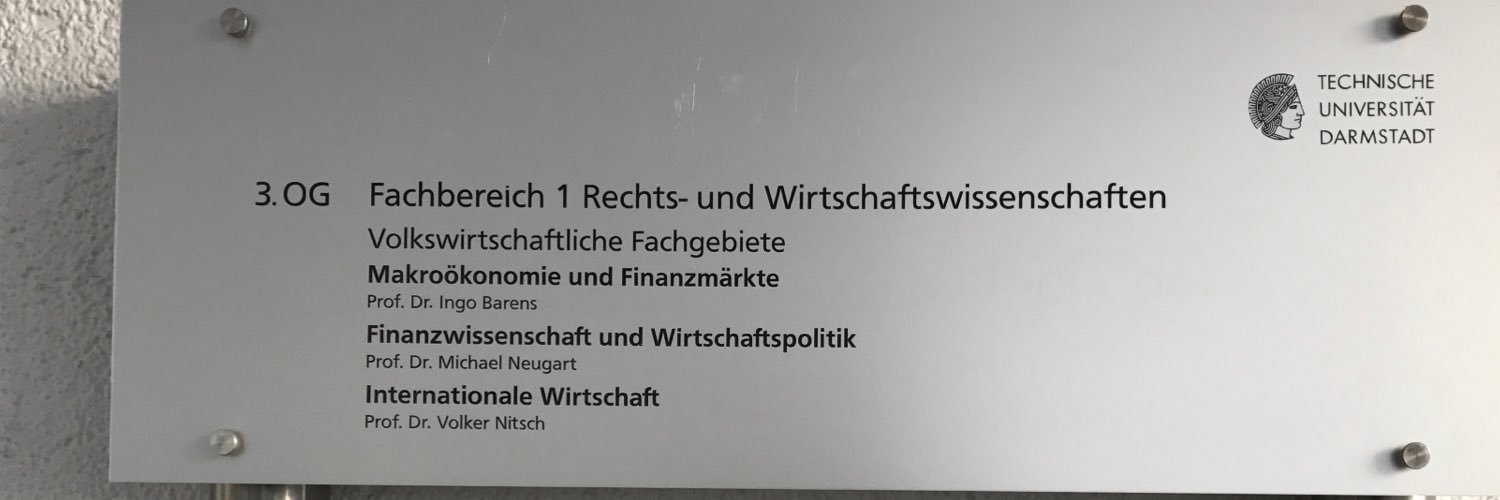 TECHNISCHE
UNIVERSITÄT
DARMSTADT
3. OG Fachbereich 1 Rechts- und Wirtschaftswissenschaften
Volkswirtschaftliche Fachgebiete
Makroökonomie und Finanzmärkte
Prof. Dr. Ingo Barens
Finanzwissenschaft und Wirtschaftspolitik
Prof. Dr. Michael Neugart
Internationale Wirtschaft
Prof. Dr. Volker Nitsch